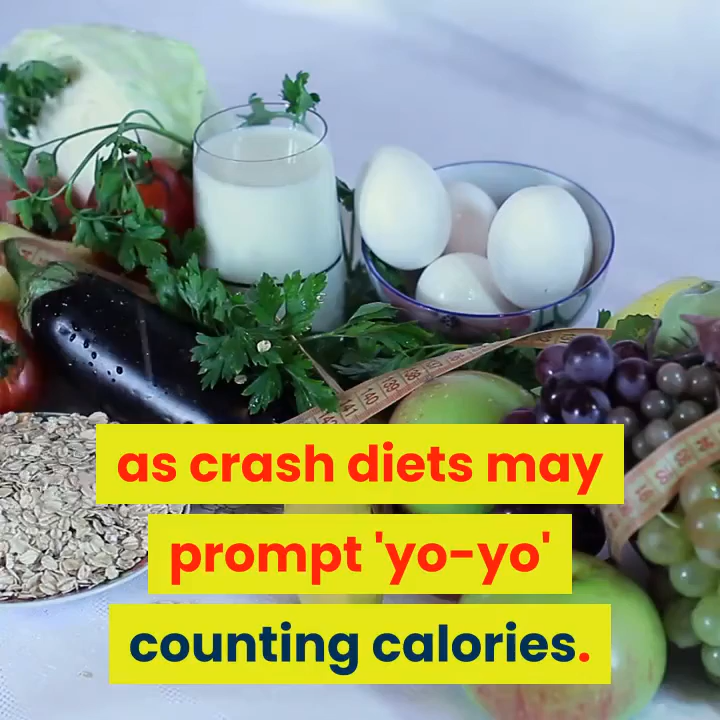 as crash diets may
prompt 'yo-yo'
counting calories.